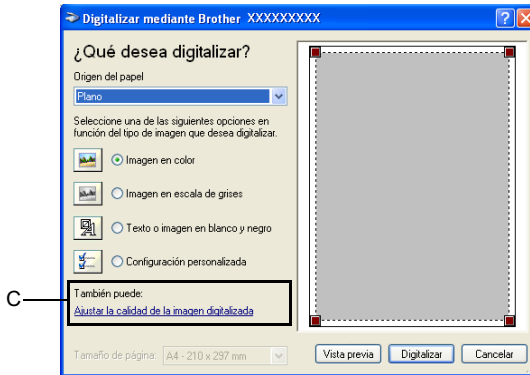 Digitalizar mediante Brother XXXXXXXXX
¿Qué desea digitalizar?
Origen del papel
Plano
Seleccione una de las siguientes opciones en
función del tipo de imagen que desea digitalizar.
Imagen en color
Imagen en escala de grises
Texto o imagen en blanco y negro
Configuración personalizada
C
También puede:
Ajustar la calidad de la imagen digitalizada
Tamaño de página: A4 - 210 x 297 mm
Vista previa Digitalizar Cancelar